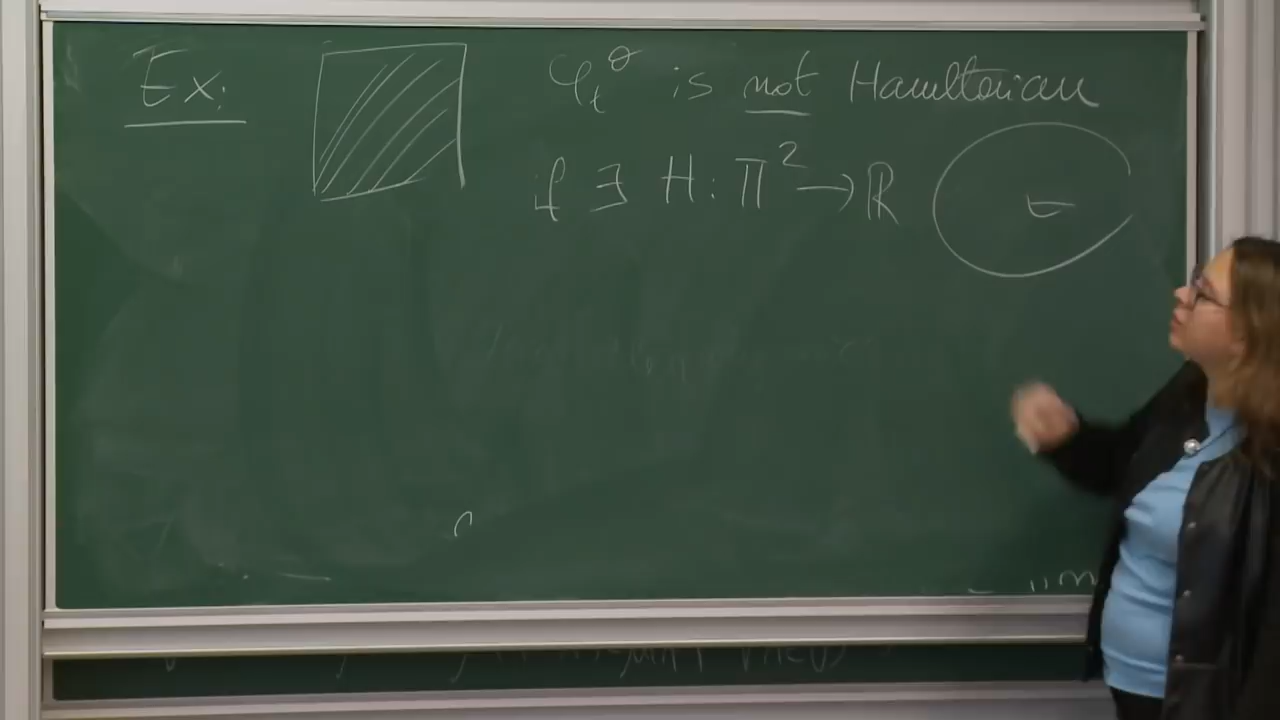 Ex:
φ_t^θ is not Hamiltonian
if ∃ H: 𝕋² → ℝ